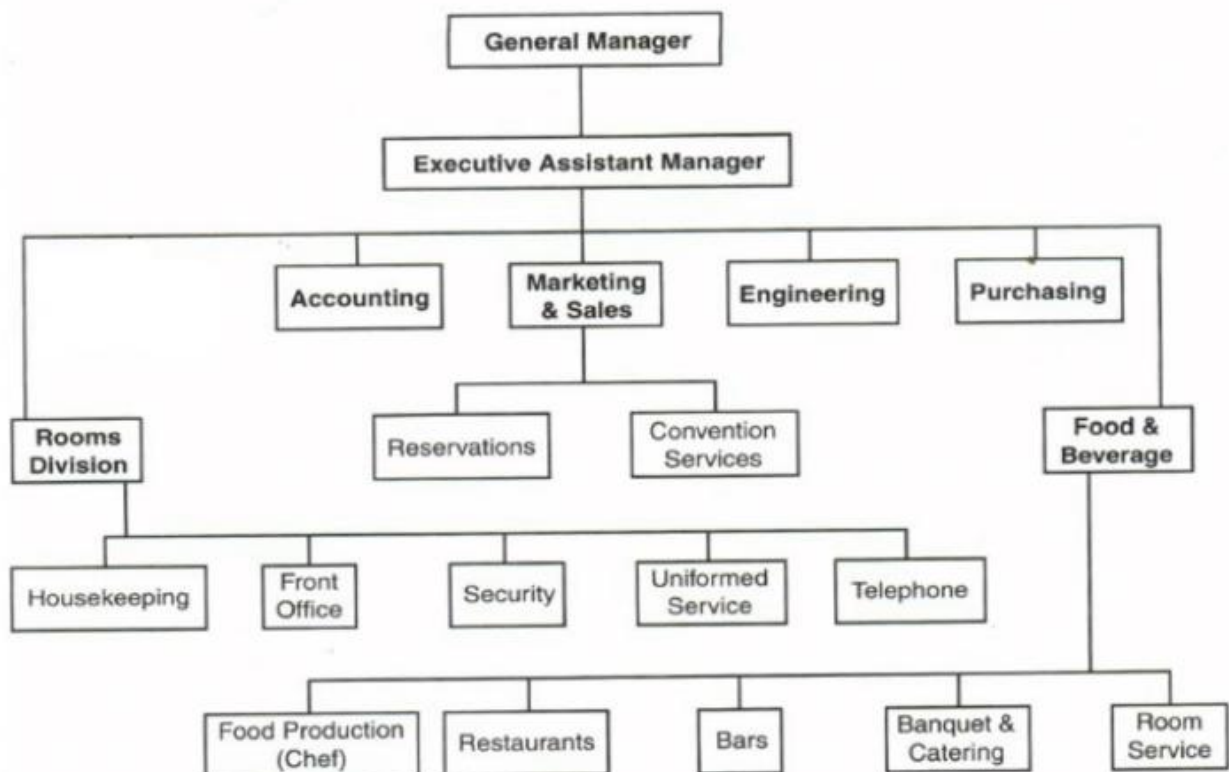 General Manager
Executive Assistant Manager
Accounting
Marketing
& Sales
Engineering
Purchasing
Rooms
Division
Reservations
Convention
Services
Food &
Beverage
Housekeeping
Front
Office
Security
Uniformed
Service
Telephone
Food Production
(Chef)
Restaurants
Bars
Banquet &
Catering
Room
Service